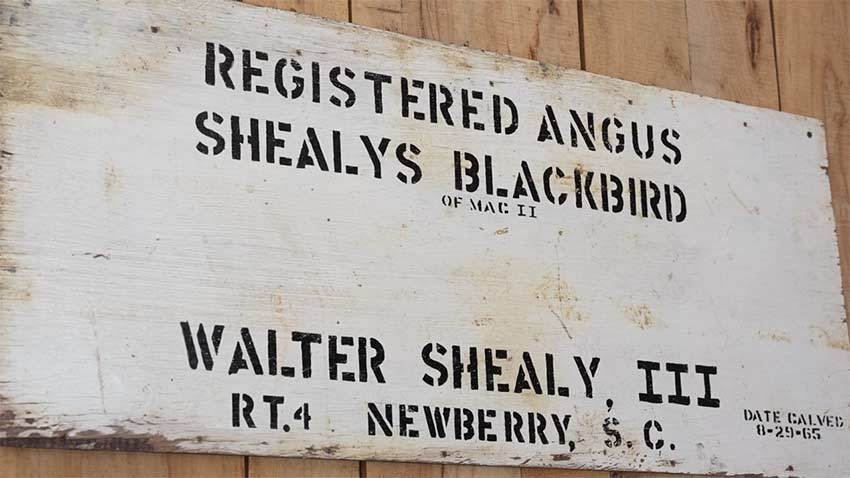 REGISTERED ANGUS
SHEALYS BLACKBIRD
OF MAC II
WALTER SHEALY, III
RT.4 NEWBERRY, S.C.
DATE CALVED
8-29-65